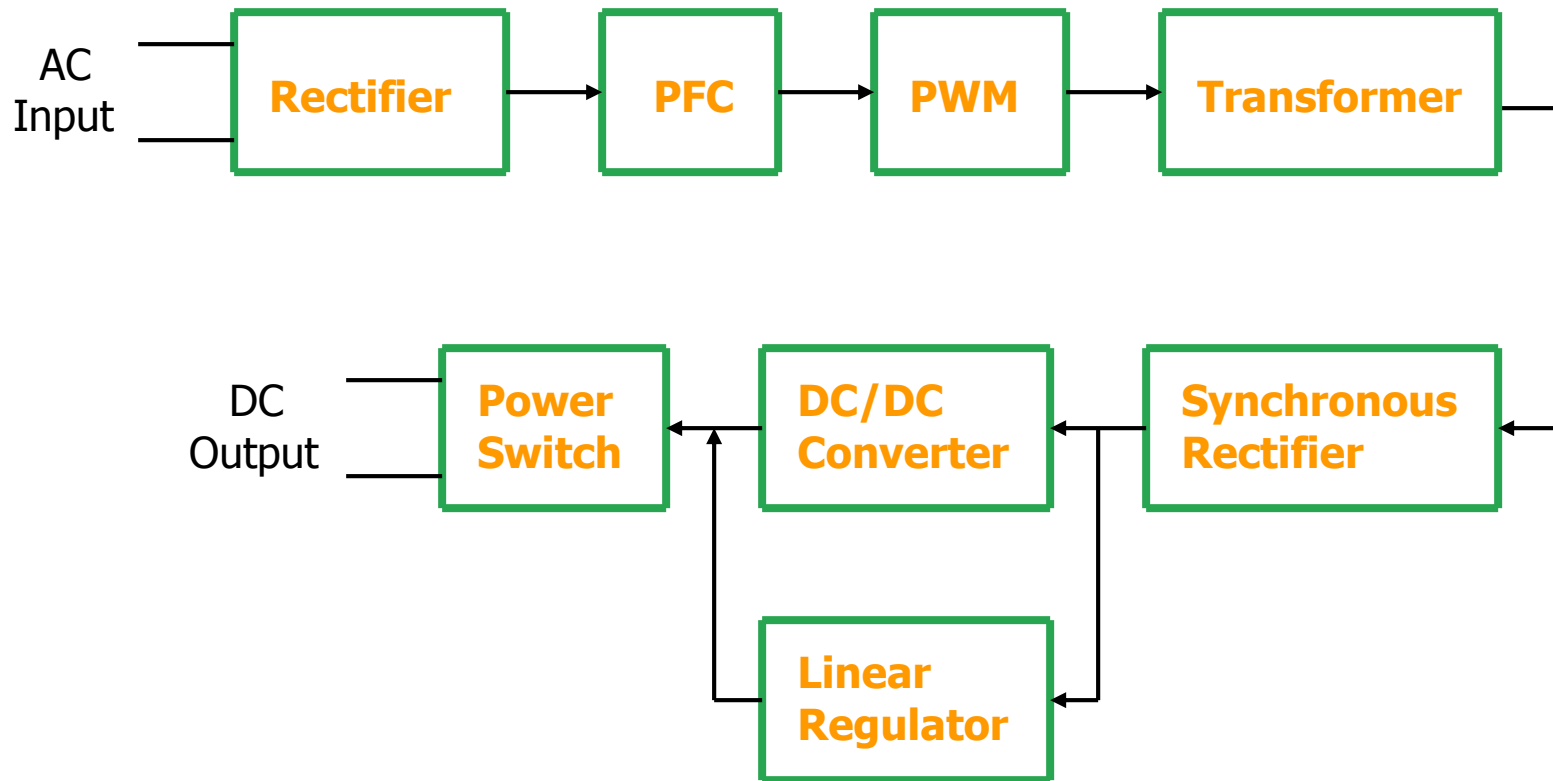 AC
Input
Rectifier
PFC
PWM
Transformer
DC
Output
Power
Switch
DC/DC
Converter
Synchronous
Rectifier
Linear
Regulator